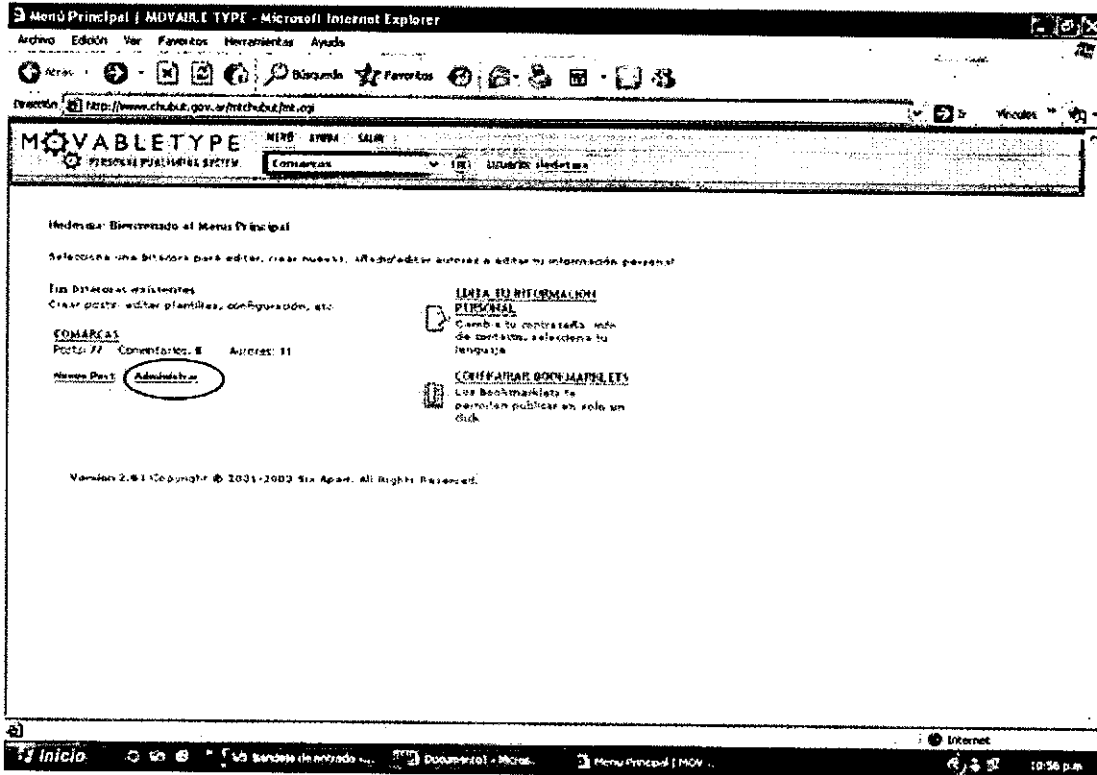 Menú Principal | MOVABLE TYPE - Microsoft Internet Explorer
Archivo Edición Ver Favoritos Herramientas Ayuda
Atrás Búsqueda Favoritos
Dirección http://www.chubut.gov.ar/mtchubut/mt.cgi Ir Vínculos
MOVABLETYPE
PERSONAL PUBLISHING SYSTEM
MENÚ AYUDA SALIR
Comarcas IR Usuario: Hedesma
Hedesma: Bienvenido al Menú Principal
Selecciona una bitácora para editar, crear nuevas, añadir/editar autores o editar tu información personal
Tus bitácoras existentes
Crear posts, editar plantillas, configuración, etc.
COMARCAS
Posts: 77 Comentarios: 8 Autores: 11
Nuevo Post Administrar
EDITA TU INFORMACIÓN
PERSONAL
Cambia tu contraseña, info
de contacto, selecciona tu
lenguaje
CONFIGURAR BOOKMARKLETS
Los bookmarklets te
permiten publicar en solo un
click
Version 2.63 Copyright © 2001-2003 Six Apart. All Rights Reserved.
Internet
Inicio Bandeja de entrada -... Documento1 - Micros... Menú Principal | MOV... 10:56 p.m.